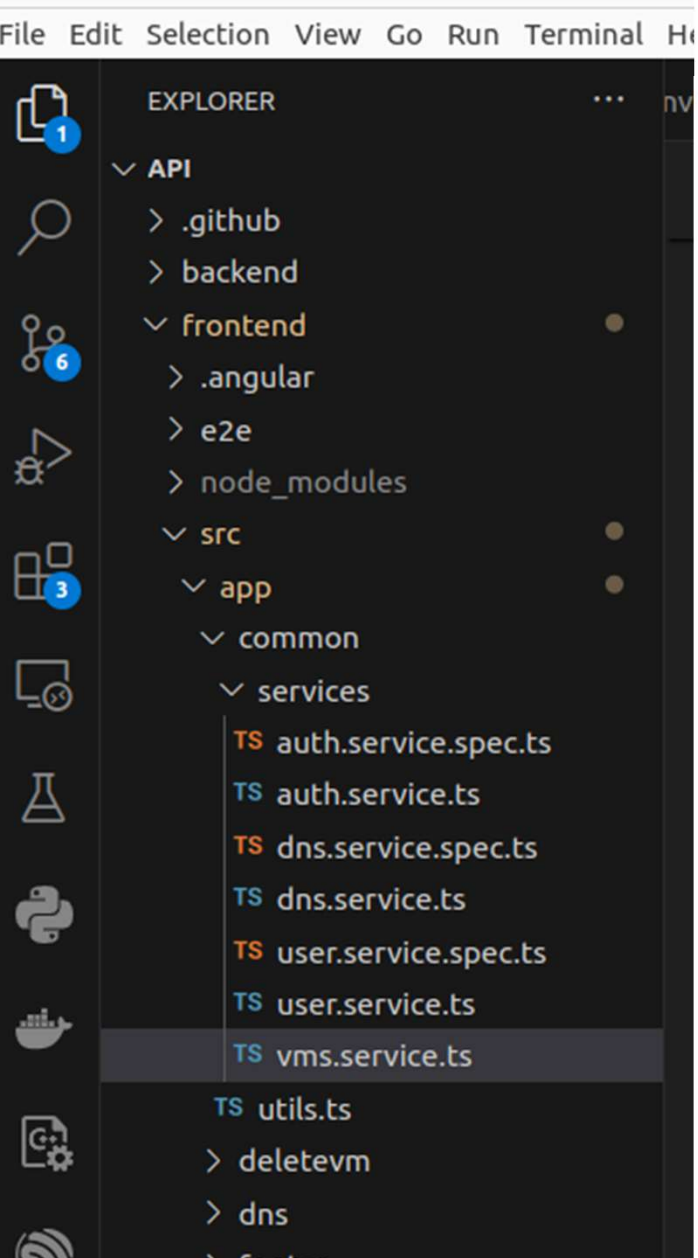 File Edit Selection View Go Run Terminal He
EXPLORER ... nv
1
API
.github
backend
frontend
6
.angular
e2e
node_modules
src
app
3
common
services
TS auth.service.spec.ts
TS auth.service.ts
TS dns.service.spec.ts
TS dns.service.ts
TS user.service.spec.ts
TS user.service.ts
TS vms.service.ts
TS utils.ts
C++
deletevm
dns